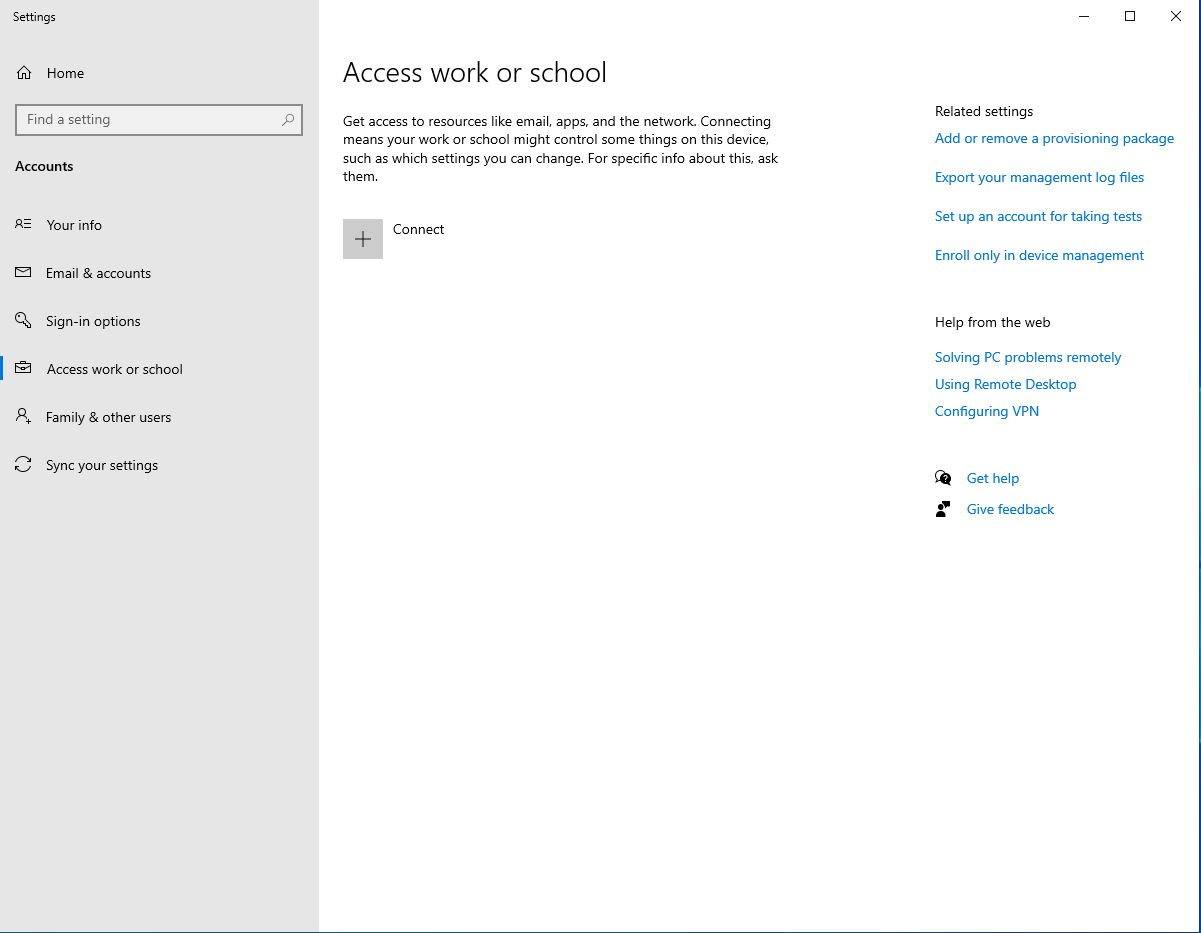 Settings
Home
Find a setting
Accounts
Your info
Email & accounts
Sign-in options
Access work or school
Family & other users
Sync your settings
Access work or school
Get access to resources like email, apps, and the network. Connecting
means your work or school might control some things on this device,
such as which settings you can change. For specific info about this, ask
them.
Connect
Related settings
Add or remove a provisioning package
Export your management log files
Set up an account for taking tests
Enroll only in device management
Help from the web
Solving PC problems remotely
Using Remote Desktop
Configuring VPN
Get help
Give feedback